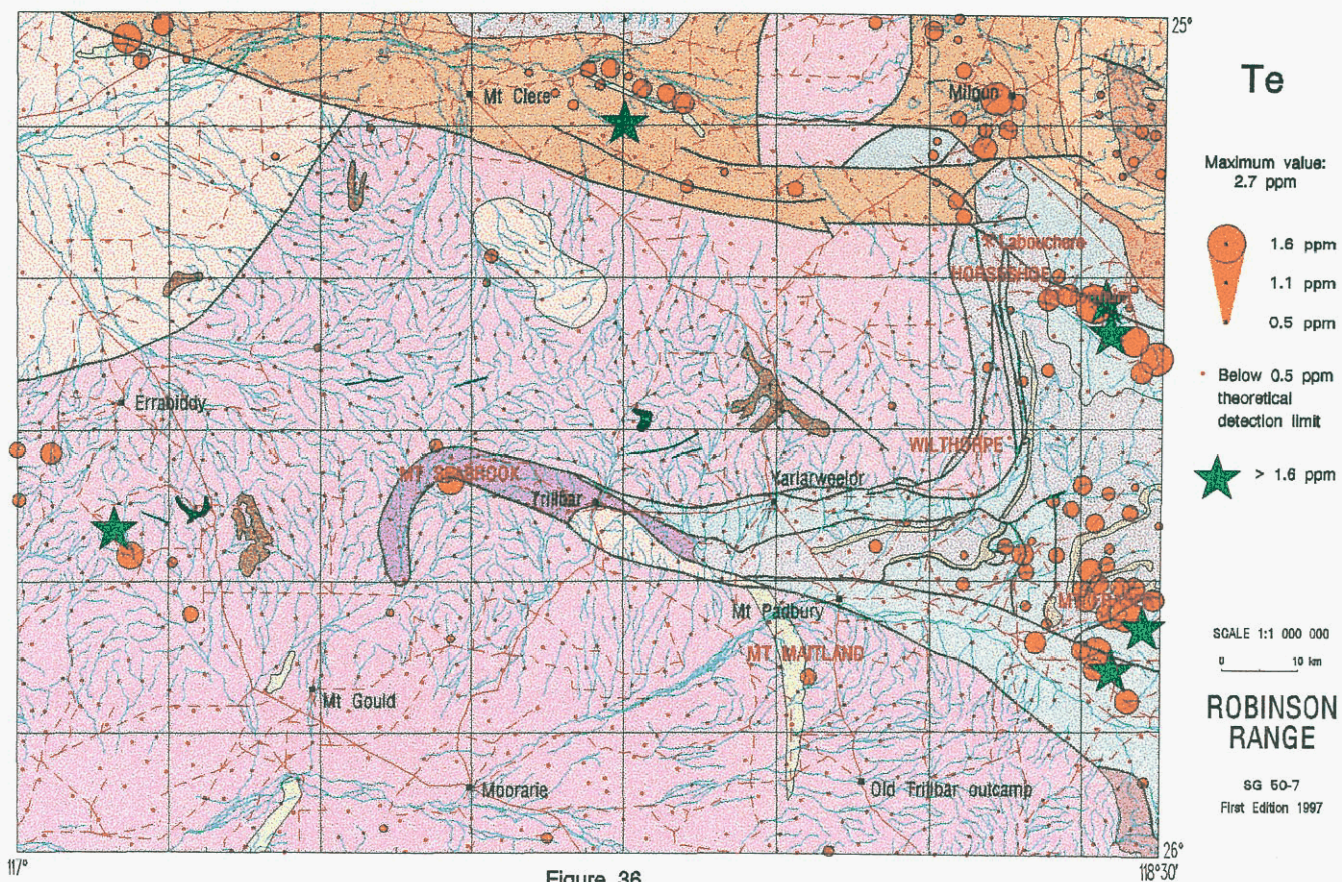 25°
Te
Maximum value:
2.7 ppm
1.6 ppm
1.1 ppm
0.5 ppm
Below 0.5 ppm
theoretical
detection limit
> 1.6 ppm
SCALE 1:1 000 000
0 10 km
ROBINSON
RANGE
SG 50-7
First Edition 1997
Mt Clere
Milgun
Labouchere
HORSESHOE
Errabiddy
WILTHORPE
MT SEABROOK
Trillbar
Yarlarweelor
Mt Padbury
MT MAITLAND
Mt Gould
Moorarie
Old Trillbar outcamp
117°
26°
118°30'
Figure 36